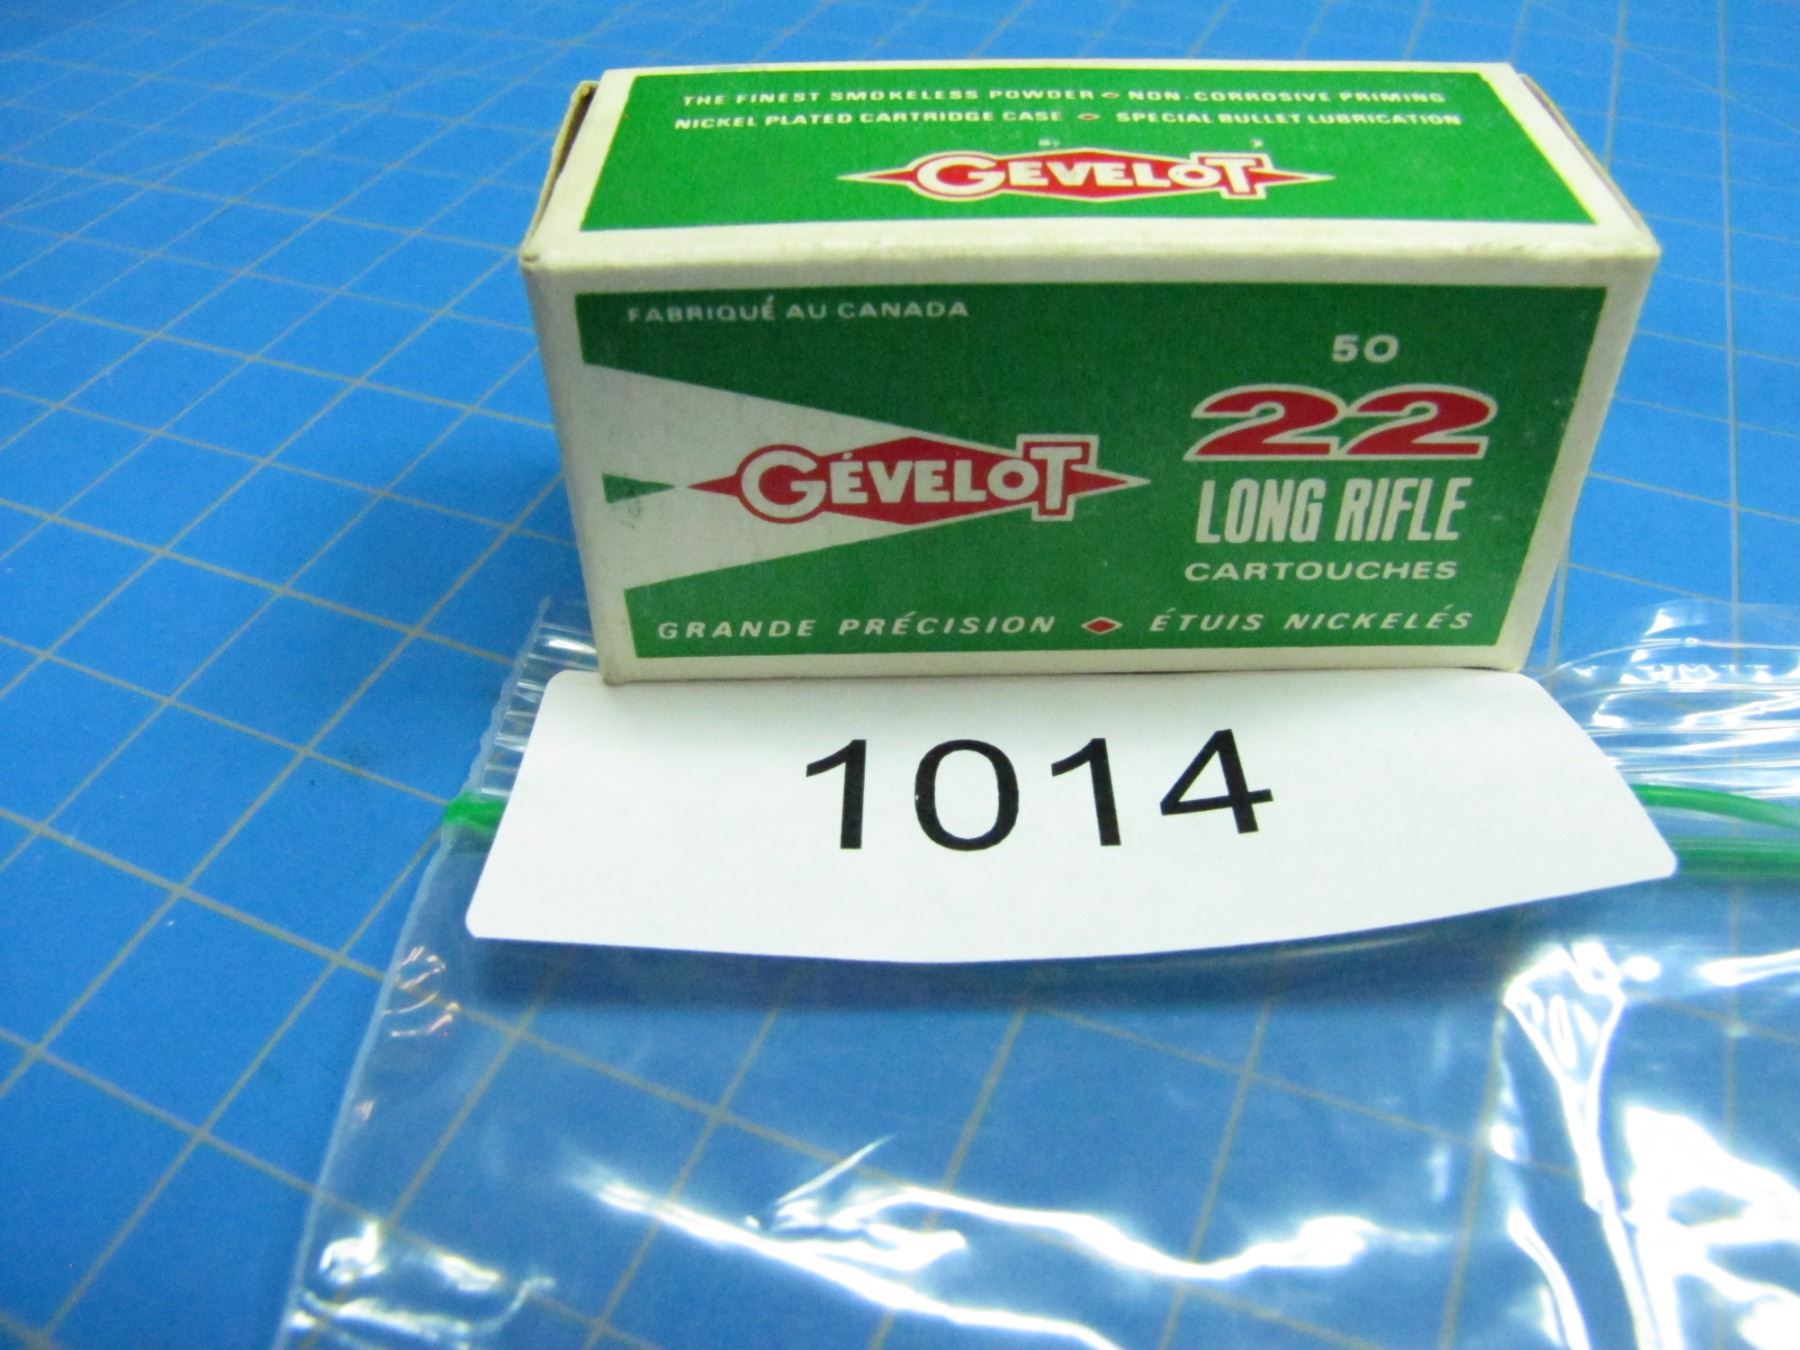 THE FINEST SMOKELESS POWDER NON-CORROSIVE PRIMING
NICKEL PLATED CARTRIDGE CASE SPECIAL BULLET LUBRICATION
GEVELOT
FABRIQUÉ AU CANADA
50
22
LONG RIFLE
CARTOUCHES
GÉVELOT
GRANDE PRÉCISION ÉTUIS NICKELÉS
1014